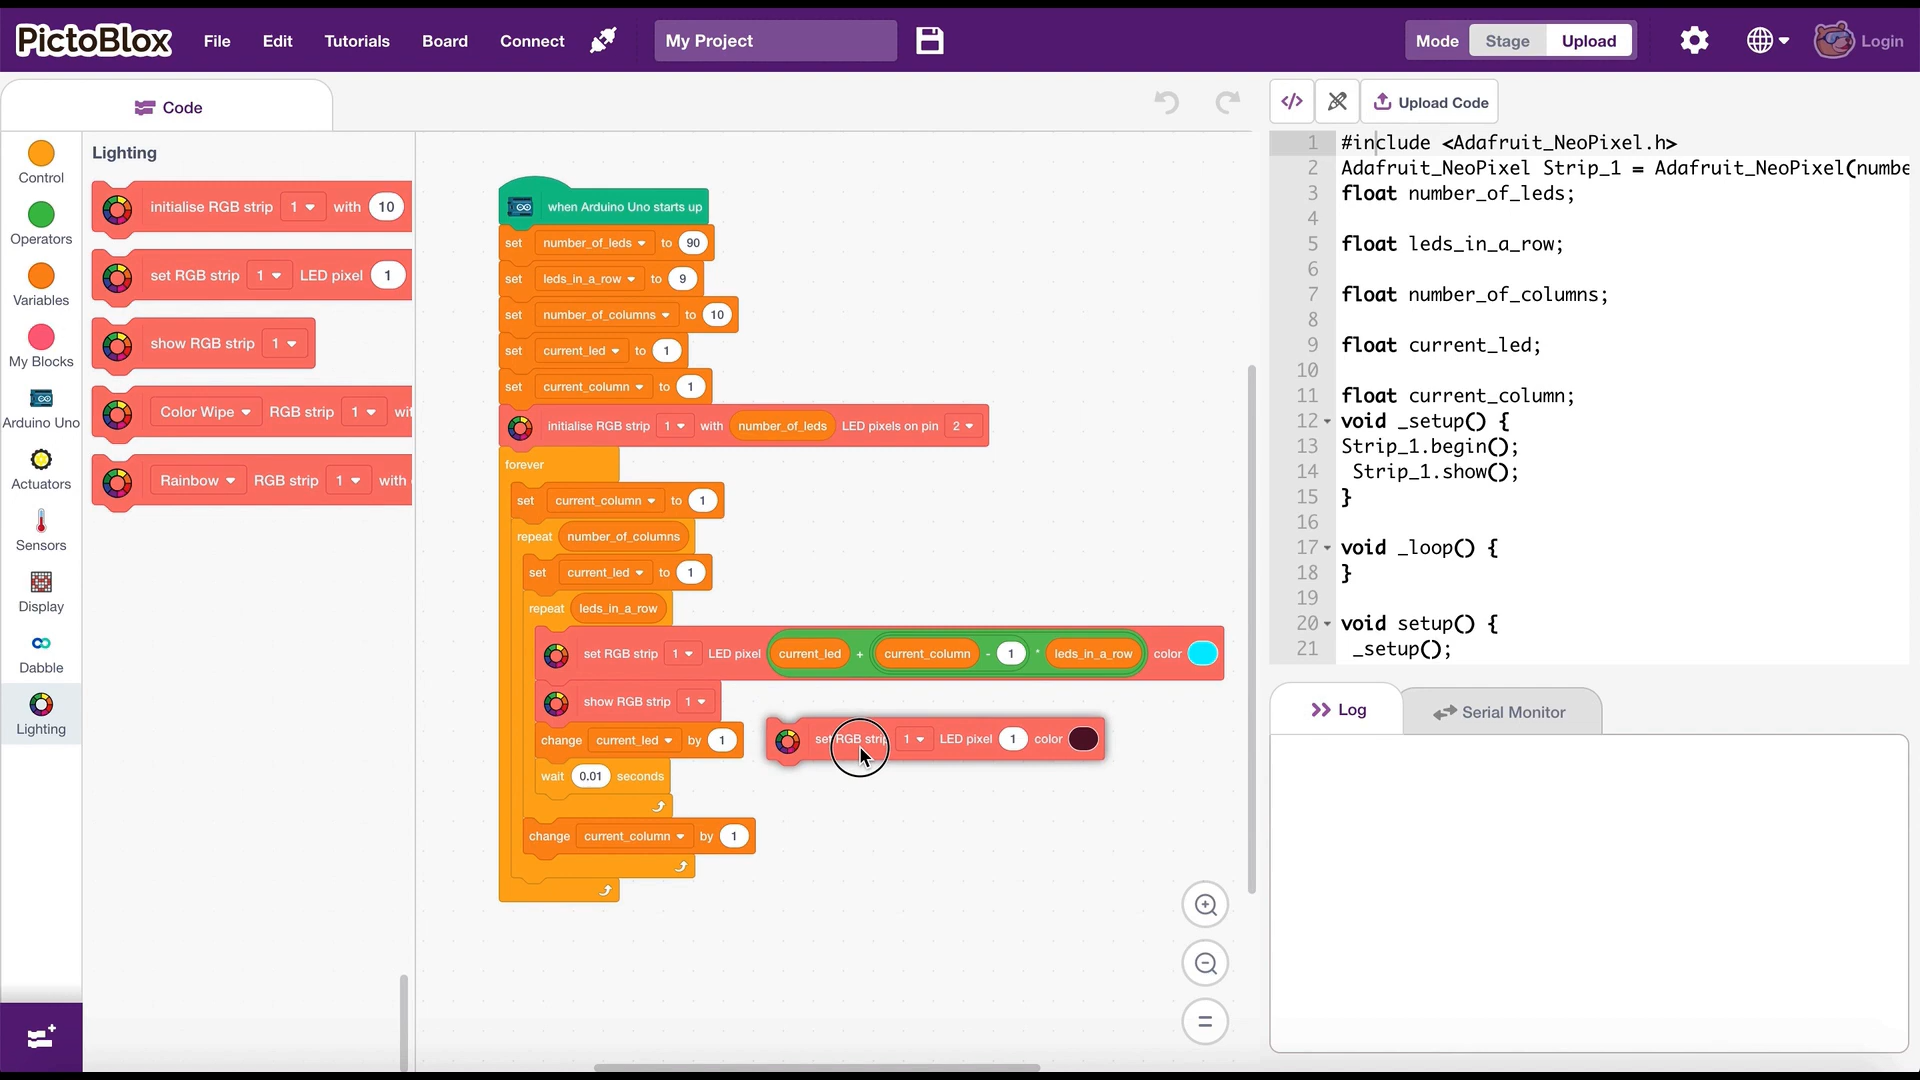 PictoBlox File Edit Tutorials Board Connect My Project Mode Stage Upload Login
Code
Control
Operators
Variables
My Blocks
Arduino Uno
Actuators
Sensors
Display
Dabble
Lighting
Lighting
initialise RGB strip 1 with 10
set RGB strip 1 LED pixel 1
show RGB strip 1
Color Wipe RGB strip 1
Rainbow RGB strip 1 with
when Arduino Uno starts up
set number_of_leds to 90
set leds_in_a_row to 9
set number_of_columns to 10
set current_led to 1
set current_column to 1
initialise RGB strip 1 with number_of_leds LED pixels on pin 2
forever
set current_column to 1
repeat number_of_columns
set current_led to 1
repeat leds_in_a_row
set RGB strip 1 LED pixel current_led + current_column - 1 * leds_in_a_row color
show RGB strip 1
change current_led by 1
set RGB strip 1 LED pixel 1 color
wait 0.01 seconds
change current_column by 1
Upload Code
1 #include <Adafruit_NeoPixel.h>
2 Adafruit_NeoPixel Strip_1 = Adafruit_NeoPixel(numbe
3 float number_of_leds;
4
5 float leds_in_a_row;
6
7 float number_of_columns;
8
9 float current_led;
10
11 float current_column;
12 void _setup() {
13 Strip_1.begin();
14 Strip_1.show();
15 }
16
17 void _loop() {
18 }
19
20 void setup() {
21 _setup();
Log Serial Monitor